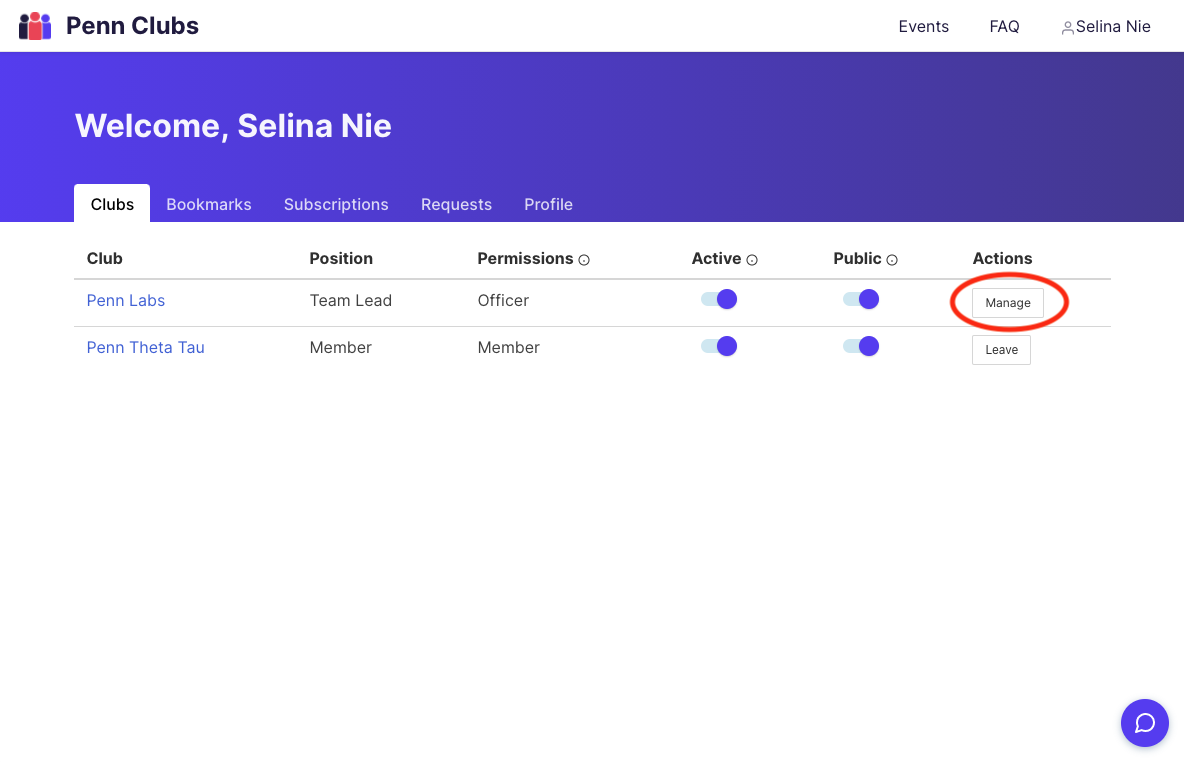 Penn Clubs Events FAQ Selina Nie
Welcome, Selina Nie
Clubs Bookmarks Subscriptions Requests Profile
Club Position Permissions Active Public Actions
Penn Labs Team Lead Officer Manage
Penn Theta Tau Member Member Leave